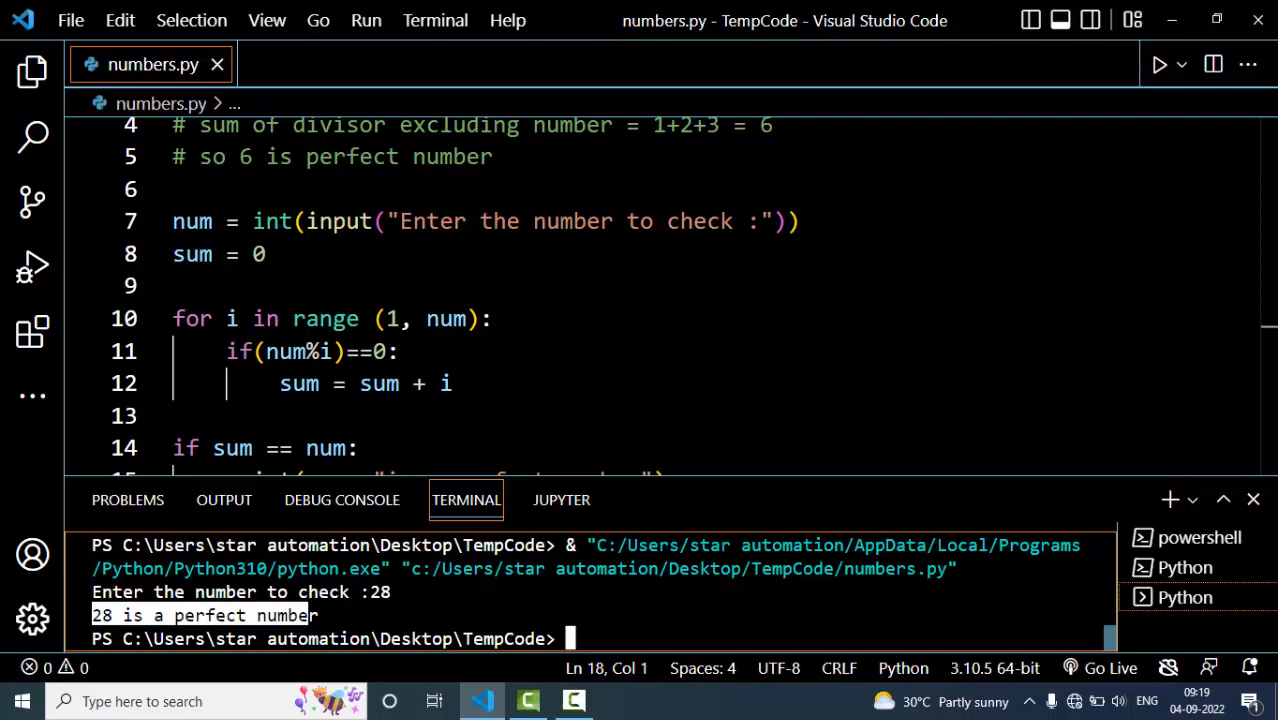 File Edit Selection View Go Run Terminal Help numbers.py - TempCode - Visual Studio Code
numbers.py
numbers.py > ...
4 # sum of divisor excluding number = 1+2+3 = 6
5 # so 6 is perfect number
6
7 num = int(input("Enter the number to check :"))
8 sum = 0
9
10 for i in range (1, num):
11 if(num%i)==0:
12 sum = sum + i
13
14 if sum == num:
PROBLEMS OUTPUT DEBUG CONSOLE TERMINAL JUPYTER
PS C:\Users\star automation\Desktop\TempCode> & "C:/Users/star automation/AppData/Local/Programs
/Python/Python310/python.exe" "c:/Users/star automation/Desktop/TempCode/numbers.py"
Enter the number to check :28
28 is a perfect number
PS C:\Users\star automation\Desktop\TempCode>
powershell
Python
Python
0 0 Ln 18, Col 1 Spaces: 4 UTF-8 CRLF Python 3.10.5 64-bit Go Live
Type here to search 30°C Partly sunny ENG 09:19
04-09-2022 1